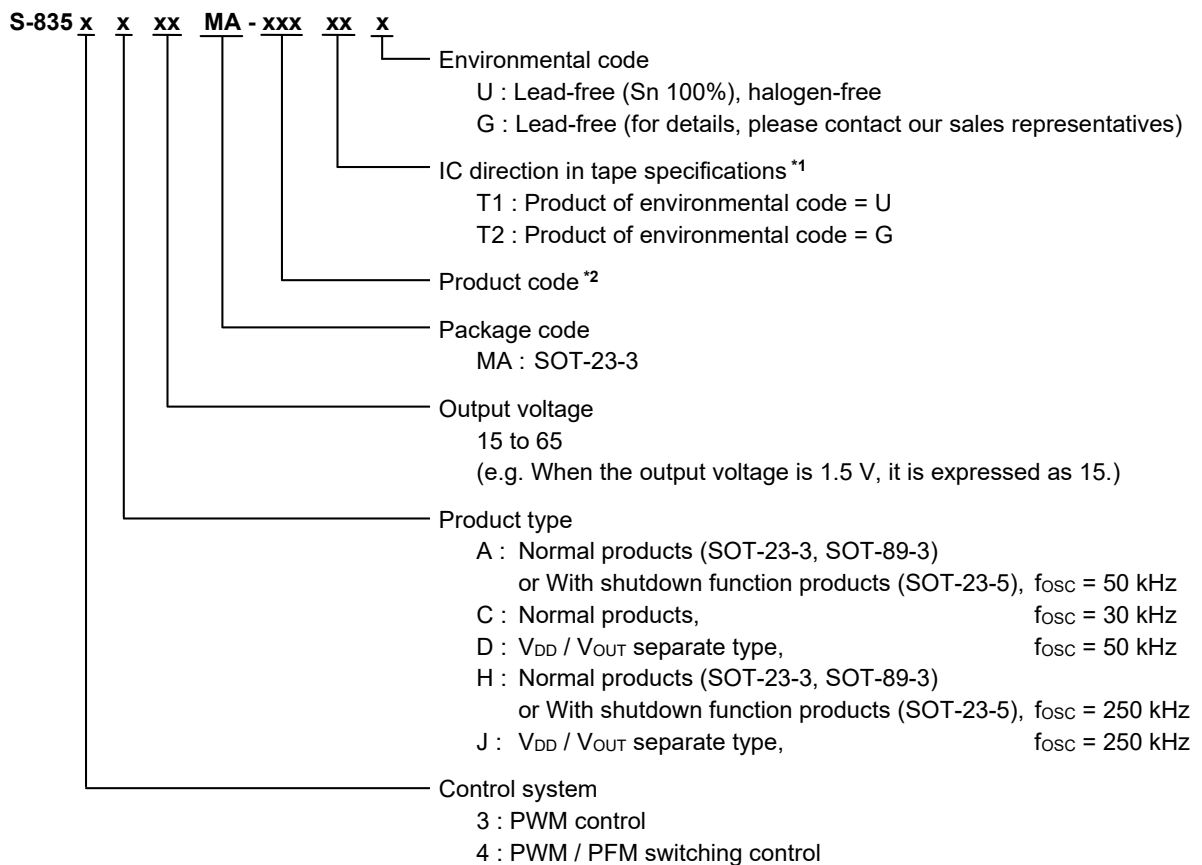 S-835 x x xx MA - xxx xx x
Environmental code
U : Lead-free (Sn 100%), halogen-free
G : Lead-free (for details, please contact our sales representatives)
IC direction in tape specifications *1
T1 : Product of environmental code = U
T2 : Product of environmental code = G
Product code *2
Package code
MA : SOT-23-3
Output voltage
15 to 65
(e.g. When the output voltage is 1.5 V, it is expressed as 15.)
Product type
A : Normal products (SOT-23-3, SOT-89-3)
or With shutdown function products (SOT-23-5), fOSC = 50 kHz
C : Normal products, fOSC = 30 kHz
D : VDD / VOUT separate type, fOSC = 50 kHz
H : Normal products (SOT-23-3, SOT-89-3)
or With shutdown function products (SOT-23-5), fOSC = 250 kHz
J : VDD / VOUT separate type, fOSC = 250 kHz
Control system
3 : PWM control
4 : PWM / PFM switching control